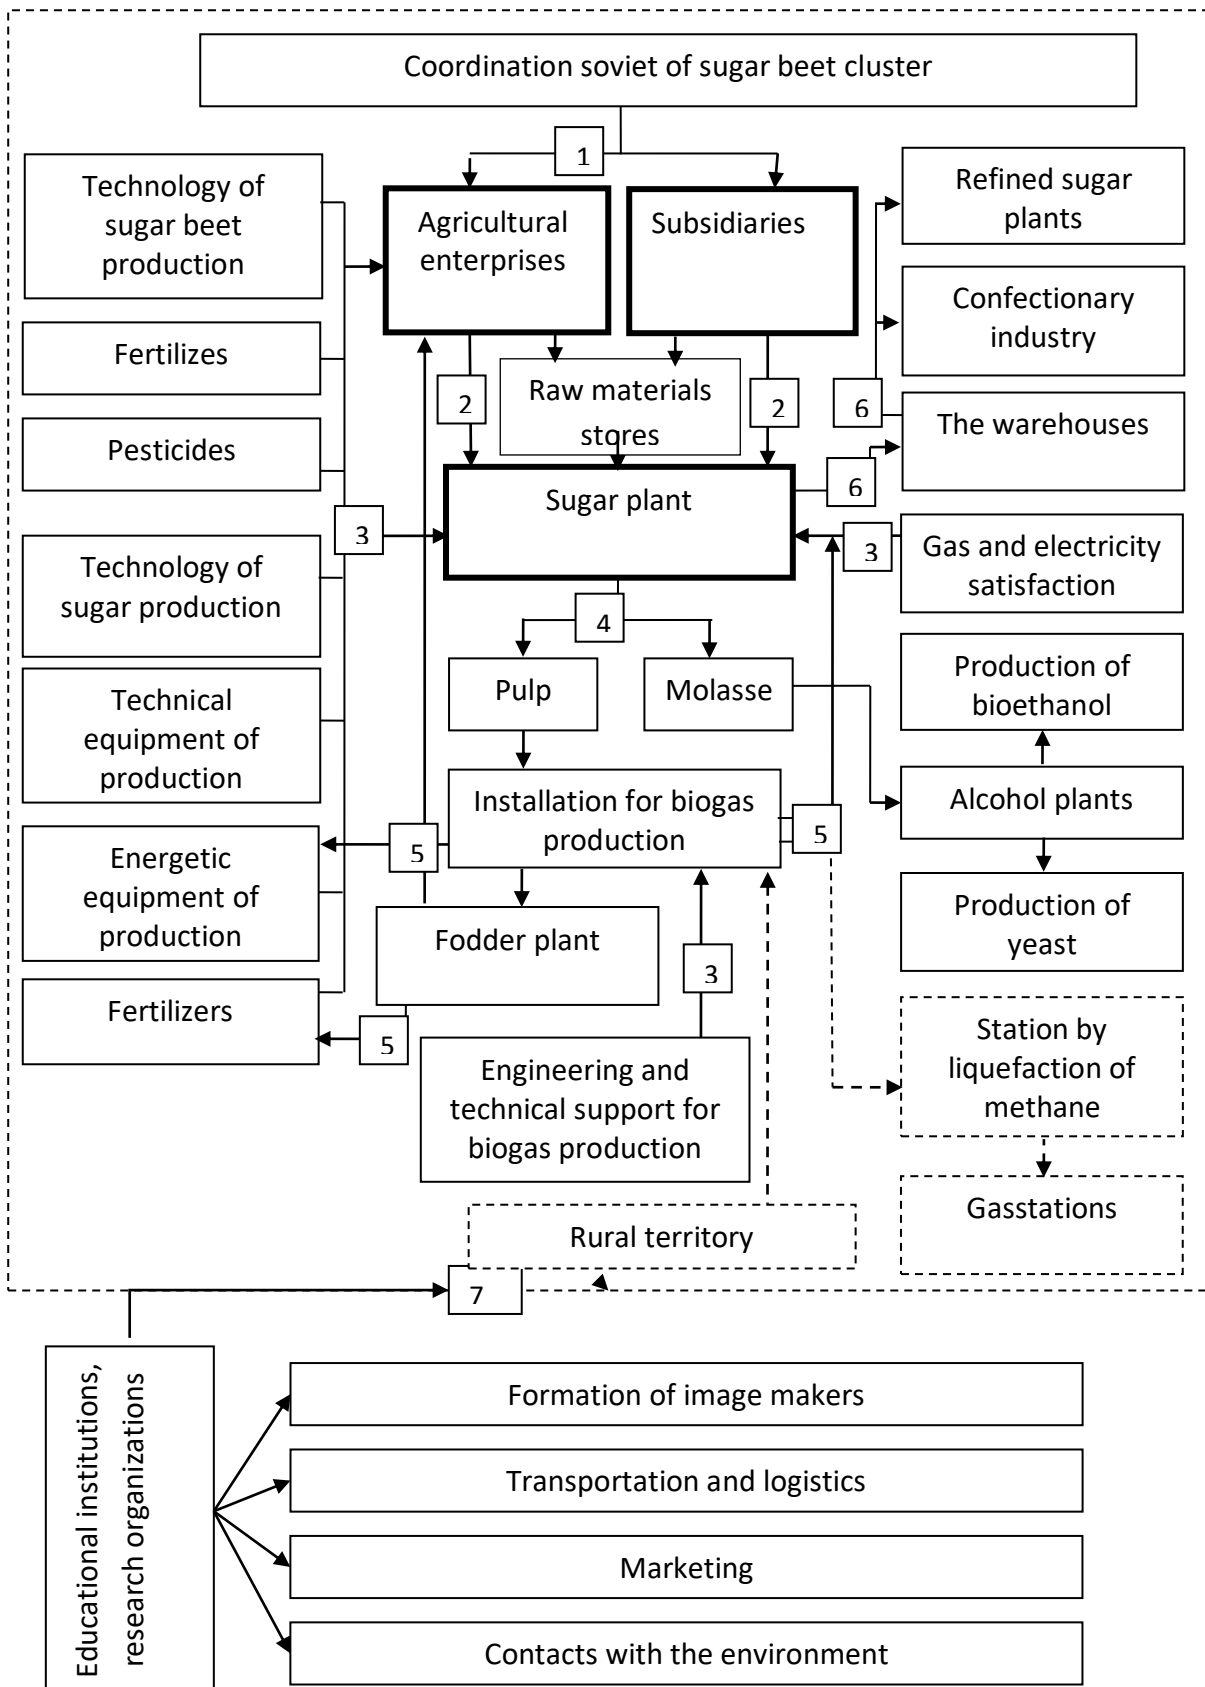 Coordination soviet of sugar beet cluster
1
Technology of
sugar beet
production
Agricultural
enterprises
Subsidiaries
Refined sugar
plants
Confectionary
industry
Fertilizes
2
Raw materials
stores
2
6
The warehouses
Pesticides
Sugar plant
6
3
3
Gas and electricity
satisfaction
Technology of
sugar production
4
Pulp
Molasse
Production of
bioethanol
Technical
equipment of
production
Installation for biogas
production
Alcohol plants
5
5
Energetic
equipment of
production
Fodder plant
Production of
yeast
3
Fertilizers
5
Engineering and
technical support for
biogas production
Station by
liquefaction of
methane
Gasstations
Rural territory
7
Educational institutions,
research organizations
Formation of image makers
Transportation and logistics
Marketing
Contacts with the environment